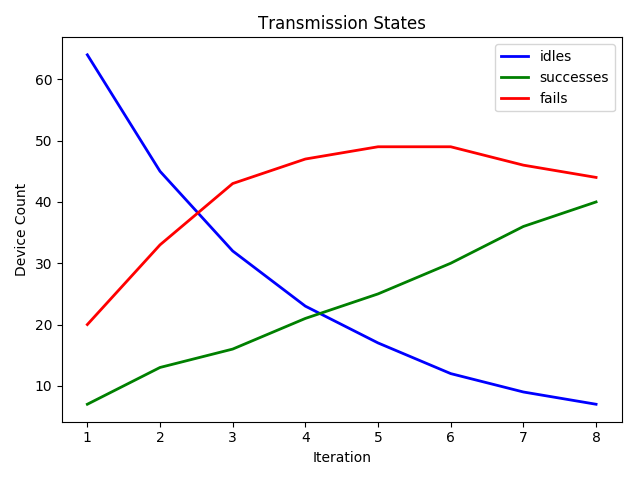 Transmission States
idles
successes
fails
Device Count
60
50
40
30
20
10
1 2 3 4 5 6 7 8
Iteration